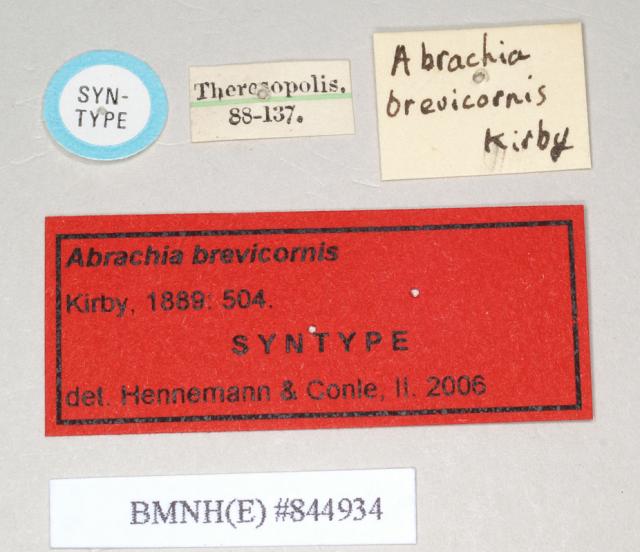 SYN-
TYPE
Theresopolis.
88-137.
Abrachia
brevicornis
Kirby
Abrachia brevicornis
Kirby, 1889: 504.
SYNTYPE
det. Hennemann & Conle, II. 2006
BMNH(E) #844934